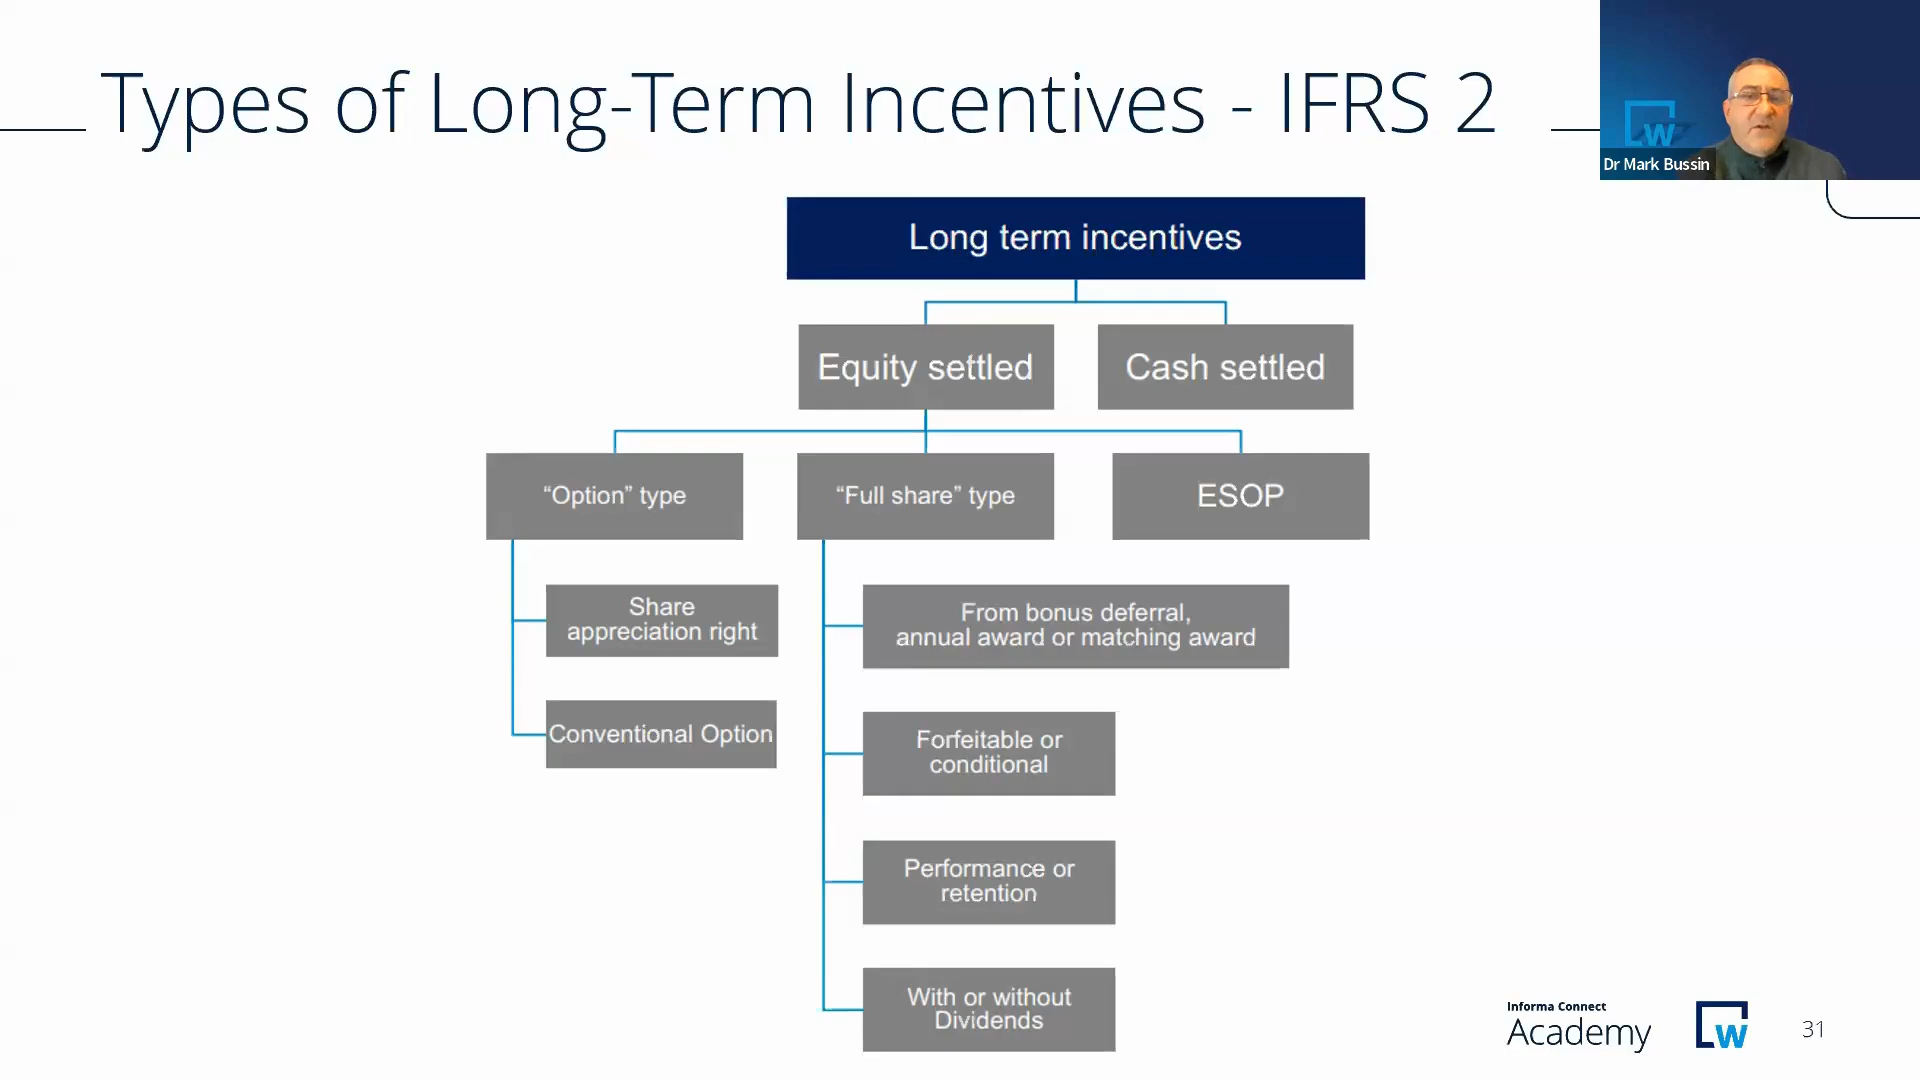 Types of Long-Term Incentives - IFRS 2
W
Dr Mark Bussin
Long term incentives
Equity settled
Cash settled
“Option” type
“Full share” type
ESOP
Share
appreciation right
Conventional Option
From bonus deferral,
annual award or matching award
Forfeitable or
conditional
Performance or
retention
With or without
Dividends
Informa Connect
Academy
W
31